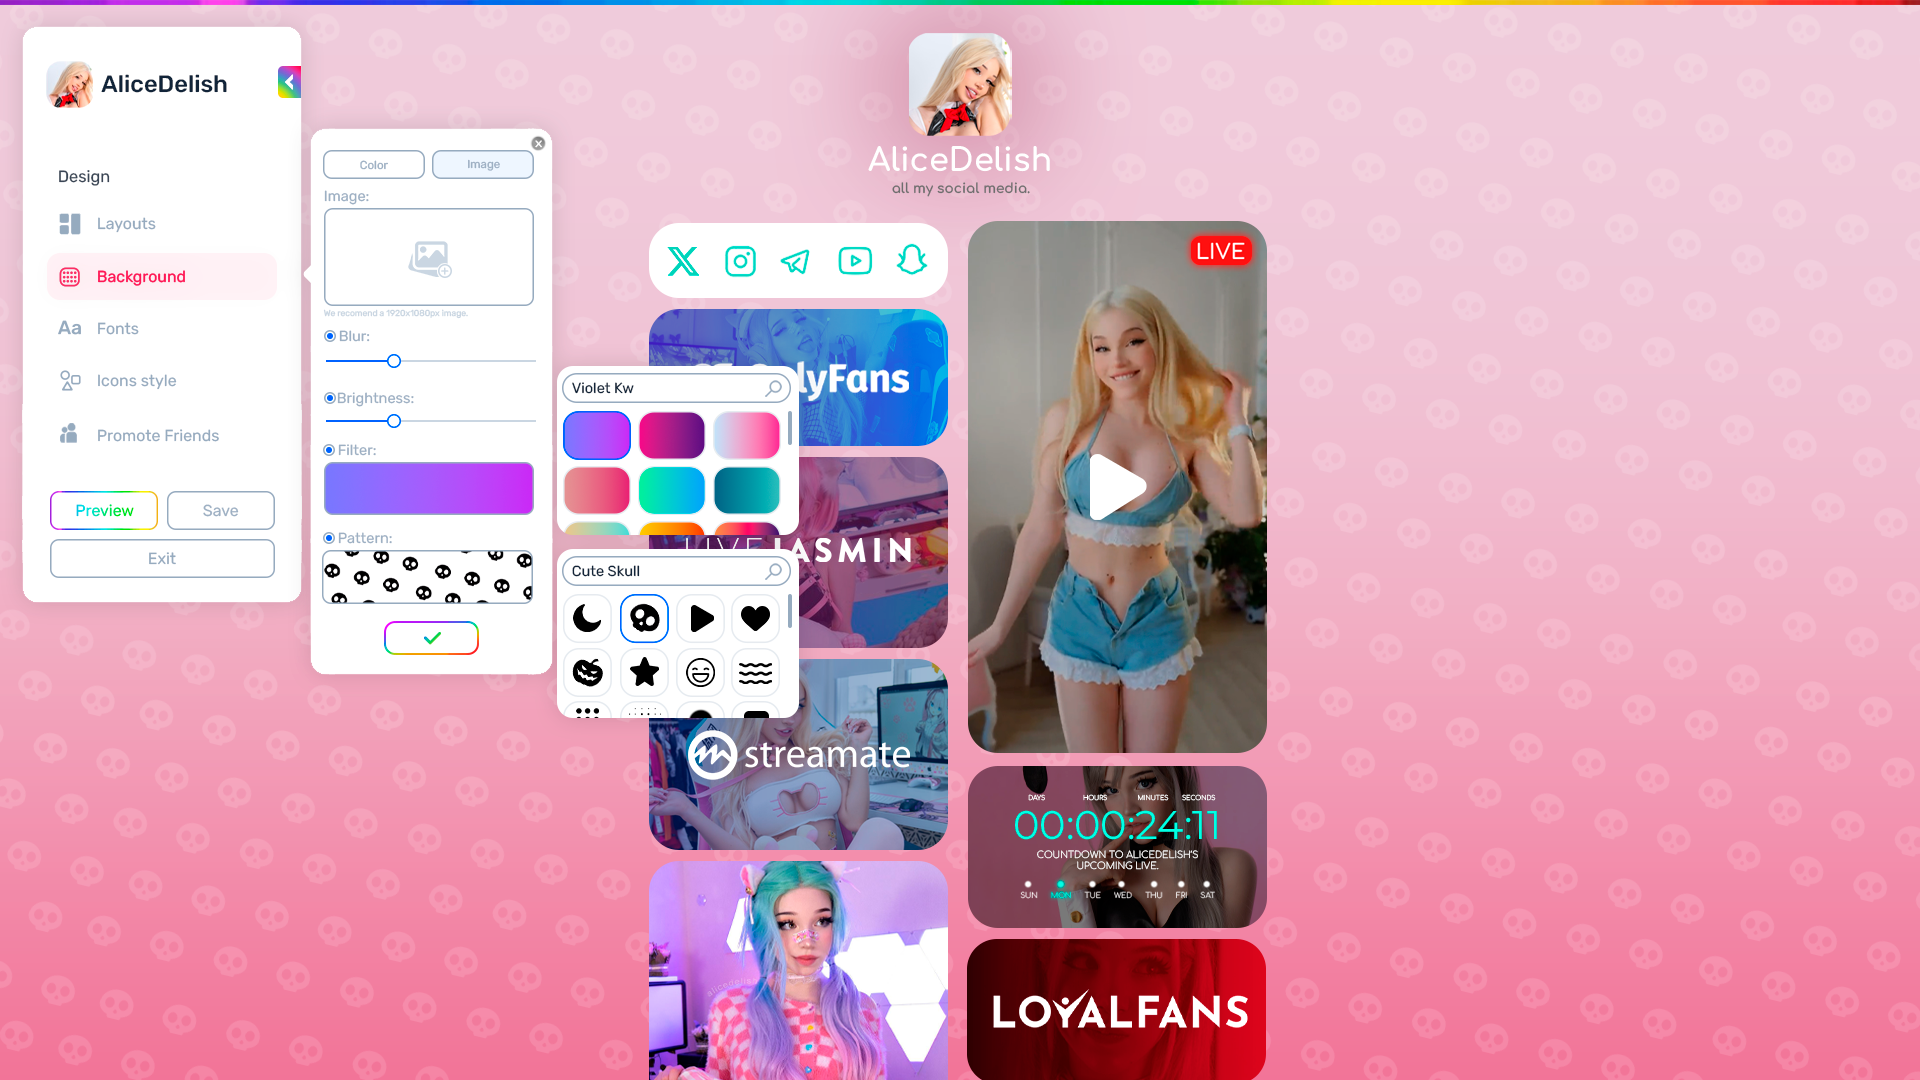 AliceDelish
Design
Layouts
Background
Aa Fonts
Icons style
Promote Friends
Preview
Save
Exit
Color
Image
Image:
We recomend a 1920x1080px image.
Blur:
Brightness:
Filter:
Pattern:
Violet Kw
Cute Skull
AliceDelish
all my social media.
lyFans
LIVEJASMIN
streamate
LIVE
DAYS HOURS MINUTES SECONDS
00:00:24:11
COUNTDOWN TO ALICEDELISH'S
UPCOMING LIVE.
SUN MON TUE WED THU FRI SAT
LOYALFANS